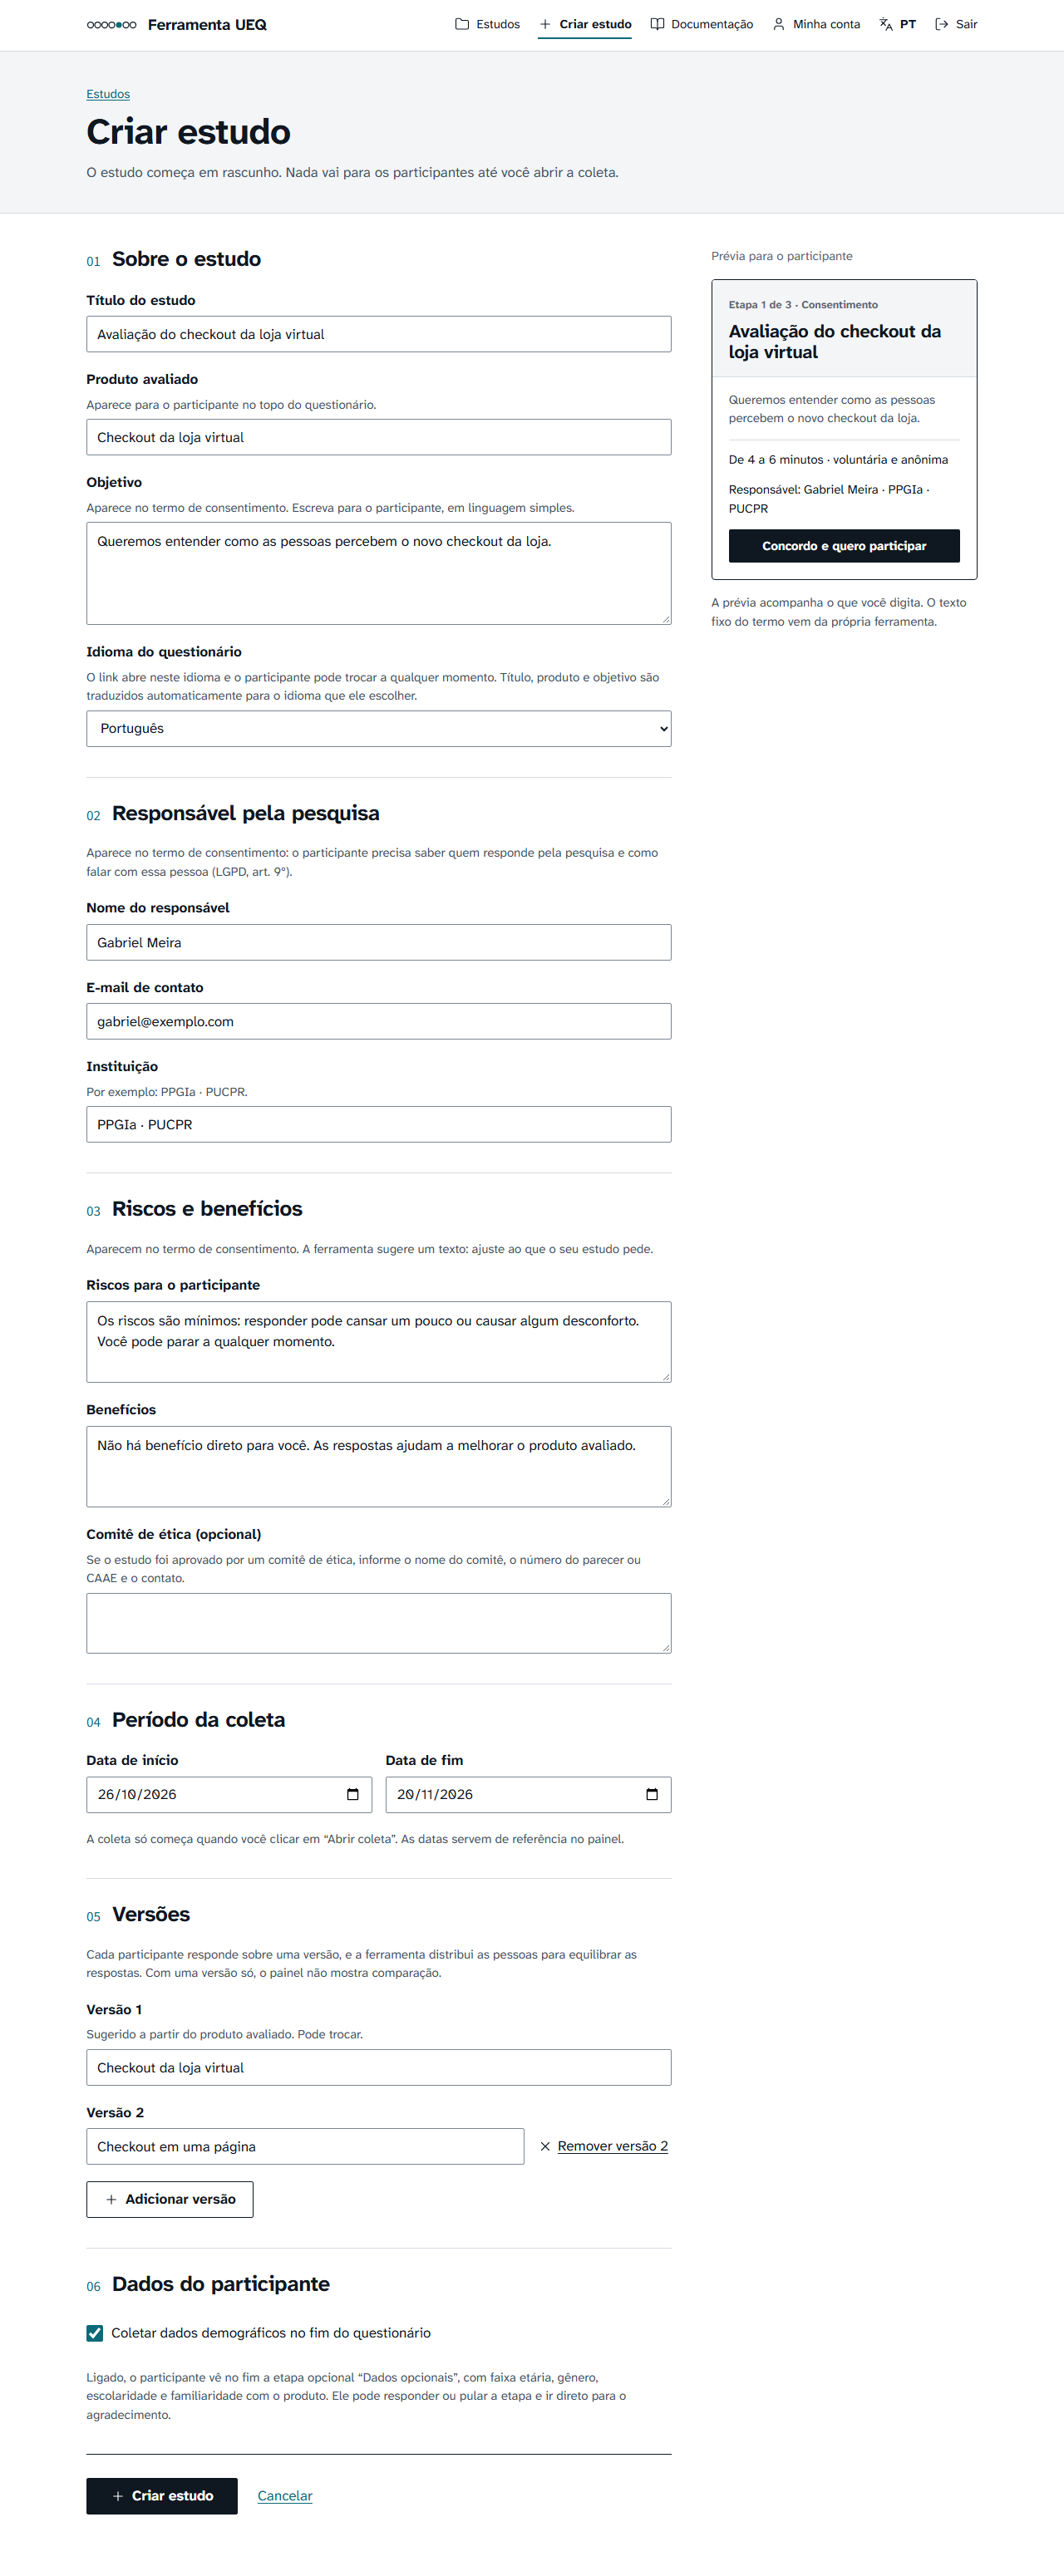 Ferramenta UEQ
Estudos
Criar estudo
Documentação
Minha conta
PT
Sair
Estudos
Criar estudo
O estudo começa em rascunho. Nada vai para os participantes até você abrir a coleta.
01 Sobre o estudo
Título do estudo
Avaliação do checkout da loja virtual
Produto avaliado
Aparece para o participante no topo do questionário.
Checkout da loja virtual
Objetivo
Aparece no termo de consentimento. Escreva para o participante, em linguagem simples.
Queremos entender como as pessoas percebem o novo checkout da loja.
Idioma do questionário
O link abre neste idioma e o participante pode trocar a qualquer momento. Título, produto e objetivo são
traduzidos automaticamente para o idioma que ele escolher.
Português
Prévia para o participante
Etapa 1 de 3 · Consentimento
Avaliação do checkout da
loja virtual
Queremos entender como as pessoas
percebem o novo checkout da loja.
De 4 a 6 minutos · voluntária e anônima
Responsável: Gabriel Meira · PPGIa ·
PUCPR
Concordo e quero participar
A prévia acompanha o que você digita. O texto
fixo do termo vem da própria ferramenta.
02 Responsável pela pesquisa
Aparece no termo de consentimento: o participante precisa saber quem responde pela pesquisa e como
falar com essa pessoa (LGPD, art. 9º).
Nome do responsável
Gabriel Meira
E-mail de contato
gabriel@exemplo.com
Instituição
Por exemplo: PPGIa · PUCPR.
PPGIa · PUCPR
03 Riscos e benefícios
Aparecem no termo de consentimento. A ferramenta sugere um texto: ajuste ao que o seu estudo pede.
Riscos para o participante
Os riscos são mínimos: responder pode cansar um pouco ou causar algum desconforto.
Você pode parar a qualquer momento.
Benefícios
Não há benefício direto para você. As respostas ajudam a melhorar o produto avaliado.
Comitê de ética (opcional)
Se o estudo foi aprovado por um comitê de ética, informe o nome do comitê, o número do parecer ou
CAAE e o contato.
04 Período da coleta
Data de início
26/10/2026
Data de fim
20/11/2026
A coleta só começa quando você clicar em “Abrir coleta”. As datas servem de referência no painel.
05 Versões
Cada participante responde sobre uma versão, e a ferramenta distribui as pessoas para equilibrar as
respostas. Com uma versão só, o painel não mostra comparação.
Versão 1
Sugerido a partir do produto avaliado. Pode trocar.
Checkout da loja virtual
Versão 2
Checkout em uma página
Remover versão 2
Adicionar versão
06 Dados do participante
Coletar dados demográficos no fim do questionário
Ligado, o participante vê no fim a etapa opcional “Dados opcionais”, com faixa etária, gênero,
escolaridade e familiaridade com o produto. Ele pode responder ou pular a etapa e ir direto para o
agradecimento.
Criar estudo
Cancelar